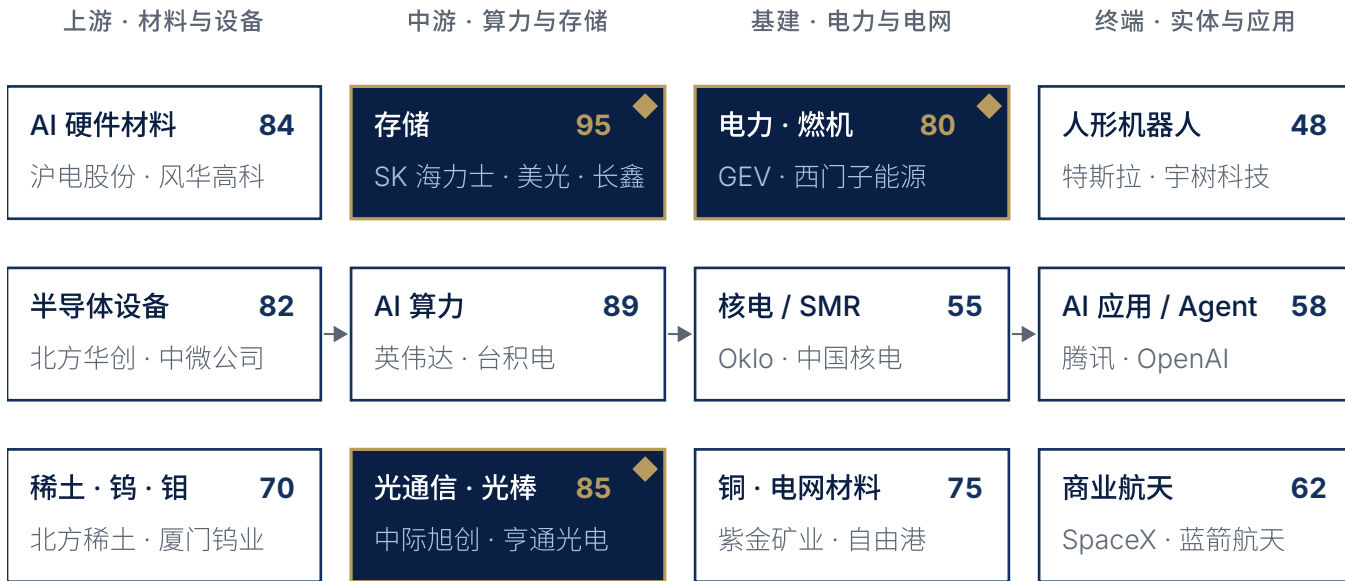 上游 · 材料与设备
中游 · 算力与存储
基建 · 电力与电网
终端 · 实体与应用
AI 硬件材料 84
沪电股份 · 风华高科
存储 95
SK 海力士 · 美光 · 长鑫
电力 · 燃机 80
GEV · 西门子能源
人形机器人 48
特斯拉 · 宇树科技
半导体设备 82
北方华创 · 中微公司
AI 算力 89
英伟达 · 台积电
核电 / SMR 55
Oklo · 中国核电
AI 应用 / Agent 58
腾讯 · OpenAI
稀土 · 钨 · 钼 70
北方稀土 · 厦门钨业
光通信 · 光棒 85
中际旭创 · 亨通光电
铜 · 电网材料 75
紫金矿业 · 自由港
商业航天 62
SpaceX · 蓝箭航天